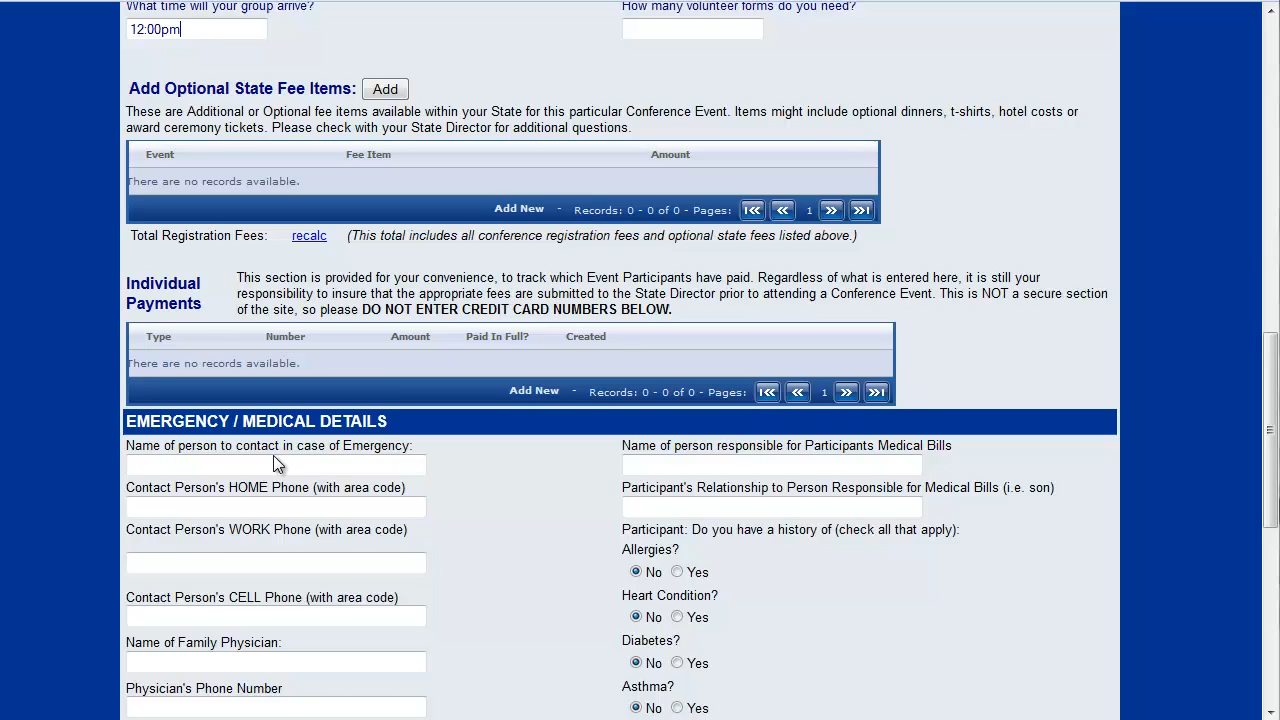 What time will your group arrive?
How many volunteer forms do you need?
12:00pm
Add Optional State Fee Items: Add
These are Additional or Optional fee items available within your State for this particular Conference Event. Items might include optional dinners, t-shirts, hotel costs or
award ceremony tickets. Please check with your State Director for additional questions.
Event Fee Item Amount
There are no records available.
Add New - Records: 0 - 0 of 0 - Pages: 1
Total Registration Fees: recalc (This total includes all conference registration fees and optional state fees listed above.)
Individual
Payments
This section is provided for your convenience, to track which Event Participants have paid. Regardless of what is entered here, it is still your
responsibility to insure that the appropriate fees are submitted to the State Director prior to attending a Conference Event. This is NOT a secure section
of the site, so please DO NOT ENTER CREDIT CARD NUMBERS BELOW.
Type Number Amount Paid In Full? Created
There are no records available.
Add New - Records: 0 - 0 of 0 - Pages: 1
EMERGENCY / MEDICAL DETAILS
Name of person to contact in case of Emergency:
Contact Person's HOME Phone (with area code)
Contact Person's WORK Phone (with area code)
Contact Person's CELL Phone (with area code)
Name of Family Physician:
Physician's Phone Number
Name of person responsible for Participants Medical Bills
Participant's Relationship to Person Responsible for Medical Bills (i.e. son)
Participant: Do you have a history of (check all that apply):
Allergies?
No Yes
Heart Condition?
No Yes
Diabetes?
No Yes
Asthma?
No Yes